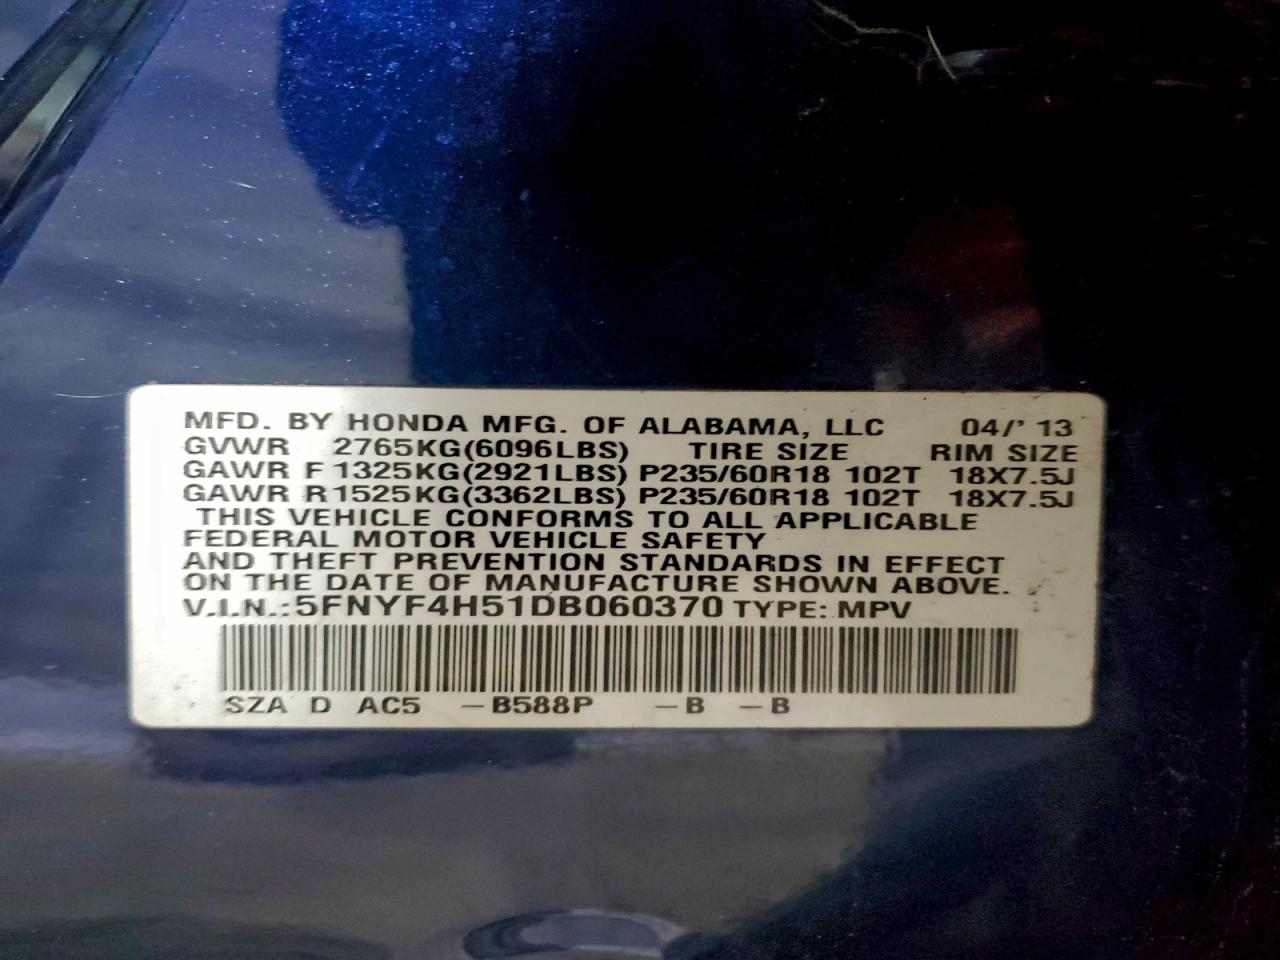 MFD. BY HONDA MFG. OF ALABAMA, LLC 04/' 13
GVWR 2765KG(6096LBS) TIRE SIZE RIM SIZE
GAWR F 1325KG(2921LBS) P235/60R18 102T 18X7.5J
GAWR R1525KG(3362LBS) P235/60R18 102T 18X7.5J
THIS VEHICLE CONFORMS TO ALL APPLICABLE
FEDERAL MOTOR VEHICLE SAFETY
AND THEFT PREVENTION STANDARDS IN EFFECT
ON THE DATE OF MANUFACTURE SHOWN ABOVE.
V.I.N.: 5FNYF4H51DB060370 TYPE: MPV
SZA D AC5 -B588P -B -B